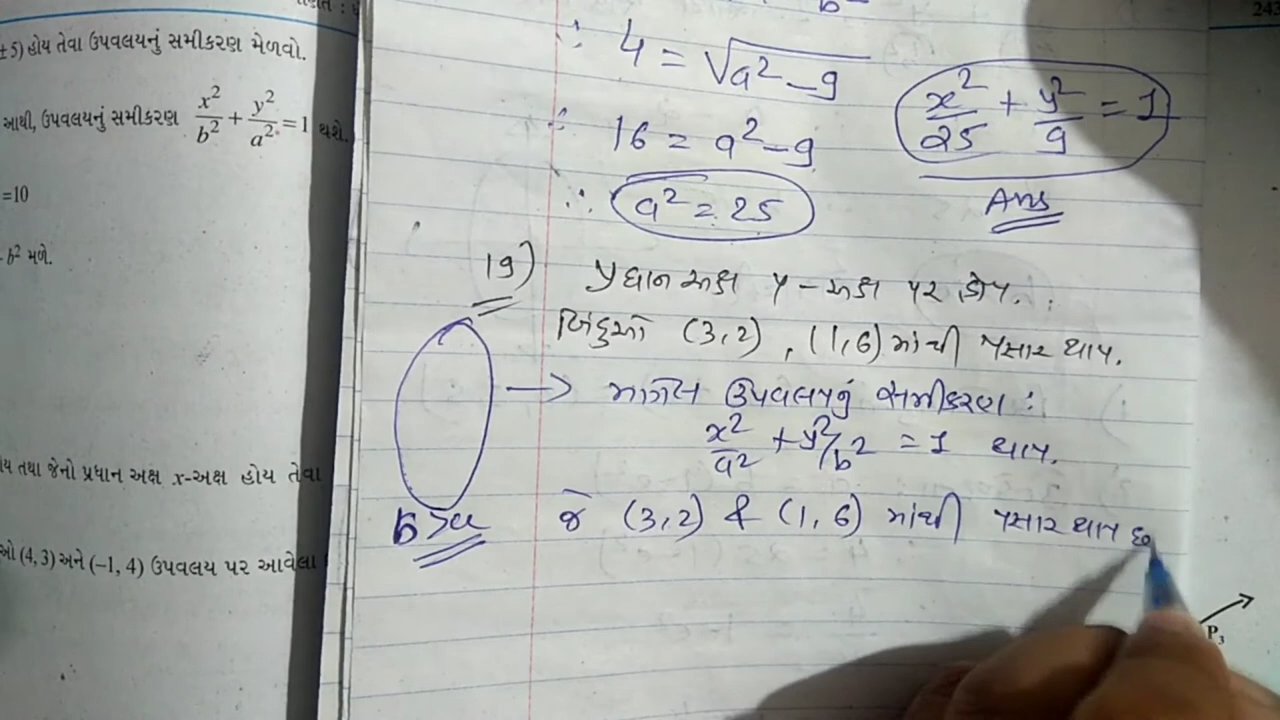 ±5) હોય તેવા ઉપવલયનું સમીકરણ મેળવો.
આથી, ઉપવલયનું સમીકરણ x²/b² + y²/a² = 1 થશે.
=10
b² મળે.
ય તથા જેનો પ્રધાન અક્ષ x-અક્ષ હોય તેવા
ઓ (4, 3) અને (−1, 4) ઉપવલય પર આવેલા
∴ 4 = √a² − 9
∴ 16 = a² − 9
∴ a² = 25
x²/25 + y²/9 = 1
Ans
19) પ્રધાન અક્ષ y - અક્ષ પર હોય.
બિંદુઓ (3,2), (1,6) માંથી પસાર થાય.
→ માગેલ ઉપવલયનું સમીકરણ :
x²/a² + y²/b² = 1 થાય.
b > a
જે (3,2) & (1,6) માંથી પસાર થાય છે
243
P₃